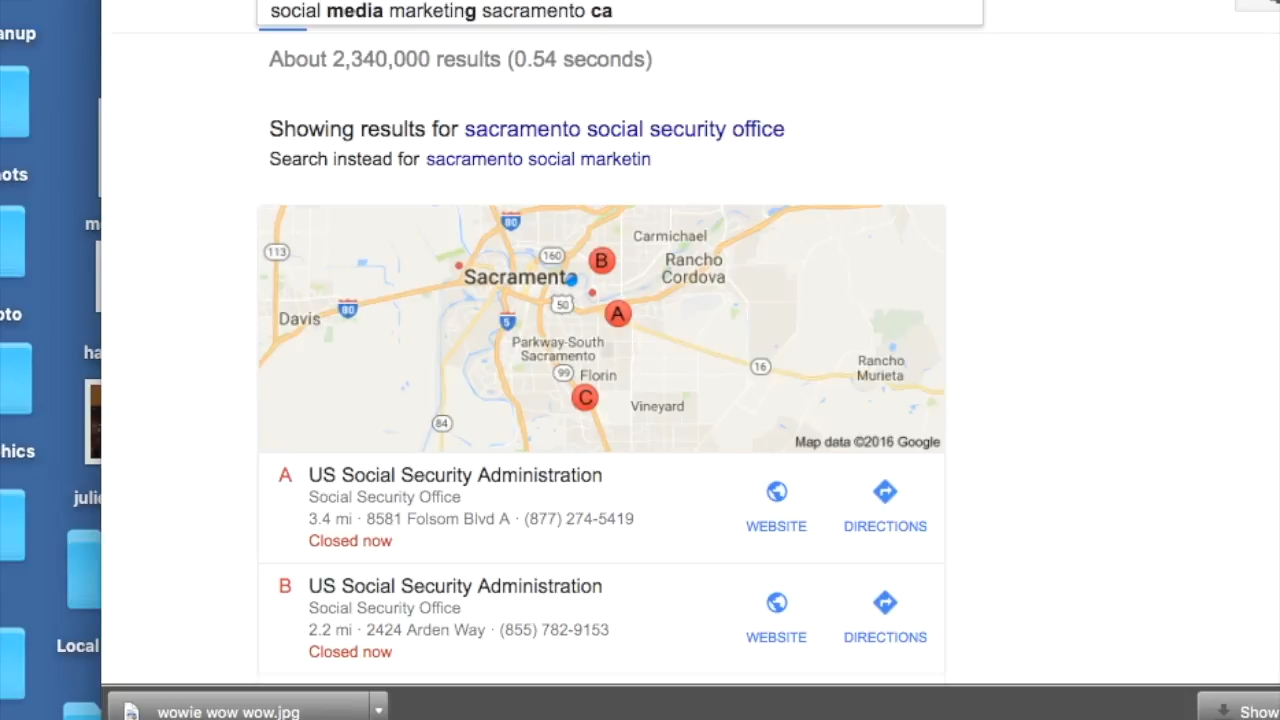 social media marketing sacramento ca
anup
About 2,340,000 results (0.54 seconds)
Showing results for sacramento social security office
Search instead for sacramento social marketin
ots
m
80
Carmichael
113
160
B
Rancho
Cordova
Sacramento
50
A
80
Davis
5
oto
Parkway-South
Sacramento
ha
16
Rancho
Murieta
99
Florin
C
Vineyard
84
Map data ©2016 Google
hics
A US Social Security Administration
Social Security Office
3.4 mi · 8581 Folsom Blvd A · (877) 274-5419
Closed now
WEBSITE
DIRECTIONS
julie
B US Social Security Administration
Social Security Office
2.2 mi · 2424 Arden Way · (855) 782-9153
Closed now
WEBSITE
DIRECTIONS
Local
wowie wow wow.jpg
Show